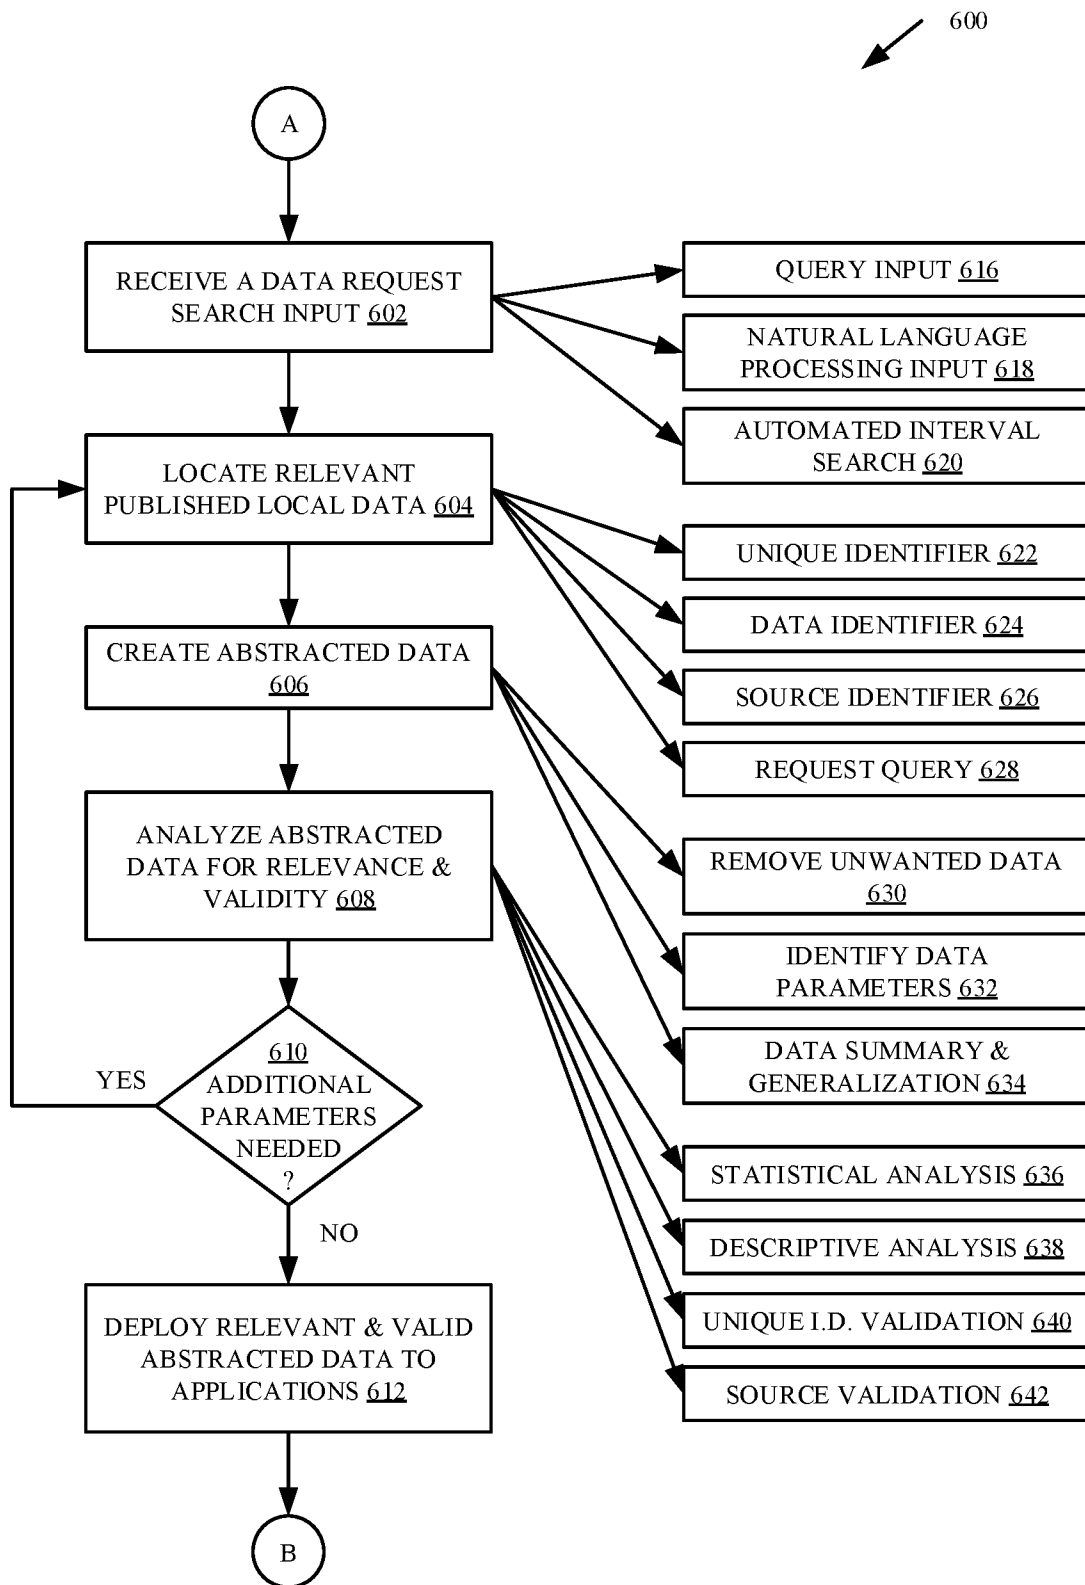 600
A
RECEIVE A DATA REQUEST
SEARCH INPUT 602
QUERY INPUT 616
NATURAL LANGUAGE
PROCESSING INPUT 618
AUTOMATED INTERVAL
SEARCH 620
LOCATE RELEVANT
PUBLISHED LOCAL DATA 604
UNIQUE IDENTIFIER 622
DATA IDENTIFIER 624
SOURCE IDENTIFIER 626
REQUEST QUERY 628
CREATE ABSTRACTED DATA
606
REMOVE UNWANTED DATA
630
IDENTIFY DATA
PARAMETERS 632
DATA SUMMARY &
GENERALIZATION 634
ANALYZE ABSTRACTED
DATA FOR RELEVANCE &
VALIDITY 608
STATISTICAL ANALYSIS 636
DESCRIPTIVE ANALYSIS 638
UNIQUE I.D. VALIDATION 640
SOURCE VALIDATION 642
610
ADDITIONAL
PARAMETERS
NEEDED
?
YES
NO
DEPLOY RELEVANT & VALID
ABSTRACTED DATA TO
APPLICATIONS 612
B